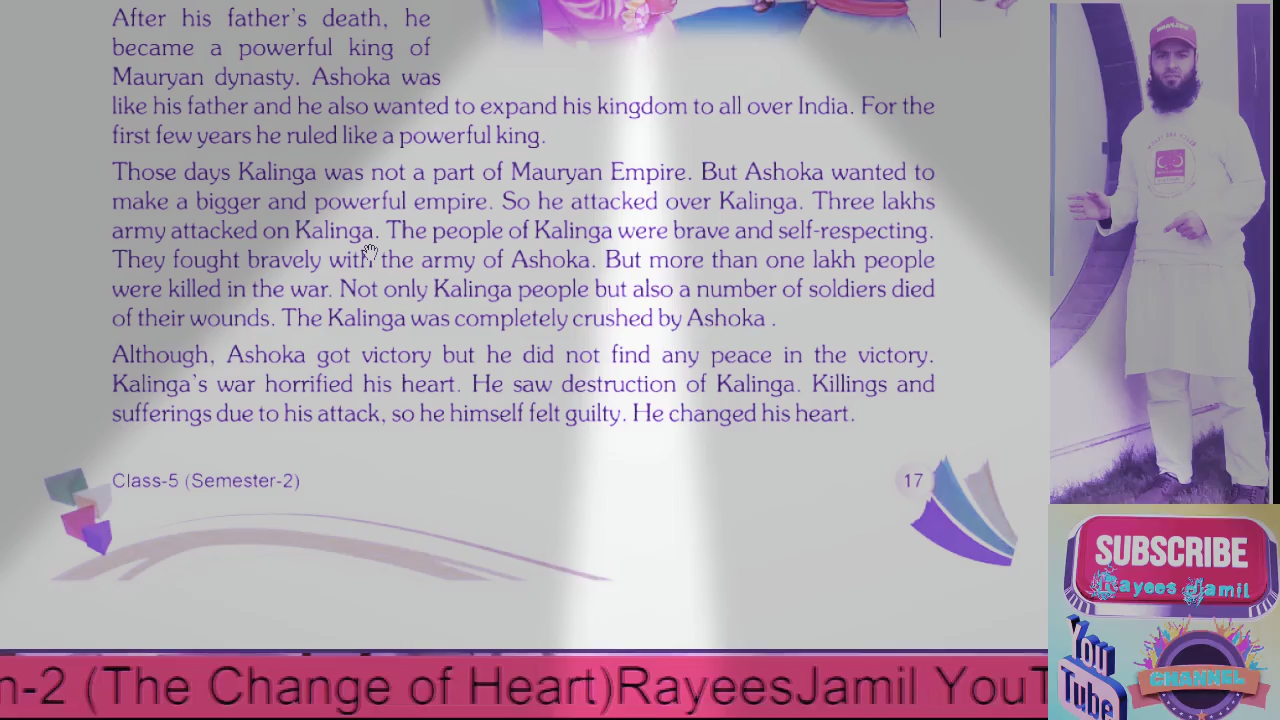 After his father's death, he
became a powerful king of
Mauryan dynasty. Ashoka was
like his father and he also wanted to expand his kingdom to all over India. For the
first few years he ruled like a powerful king.
Those days Kalinga was not a part of Mauryan Empire. But Ashoka wanted to
make a bigger and powerful empire. So he attacked over Kalinga. Three lakhs
army attacked on Kalinga. The people of Kalinga were brave and self-respecting.
They fought bravely with the army of Ashoka. But more than one lakh people
were killed in the war. Not only Kalinga people but also a number of soldiers died
of their wounds. The Kalinga was completely crushed by Ashoka .
Although, Ashoka got victory but he did not find any peace in the victory.
Kalinga's war horrified his heart. He saw destruction of Kalinga. Killings and
sufferings due to his attack, so he himself felt guilty. He changed his heart.
Class-5 (Semester-2)
17
SUBSCRIBE
Rayees Jamil
You
Tube
CHANNEL
-2 (The Change of Heart)RayeesJamil YouT